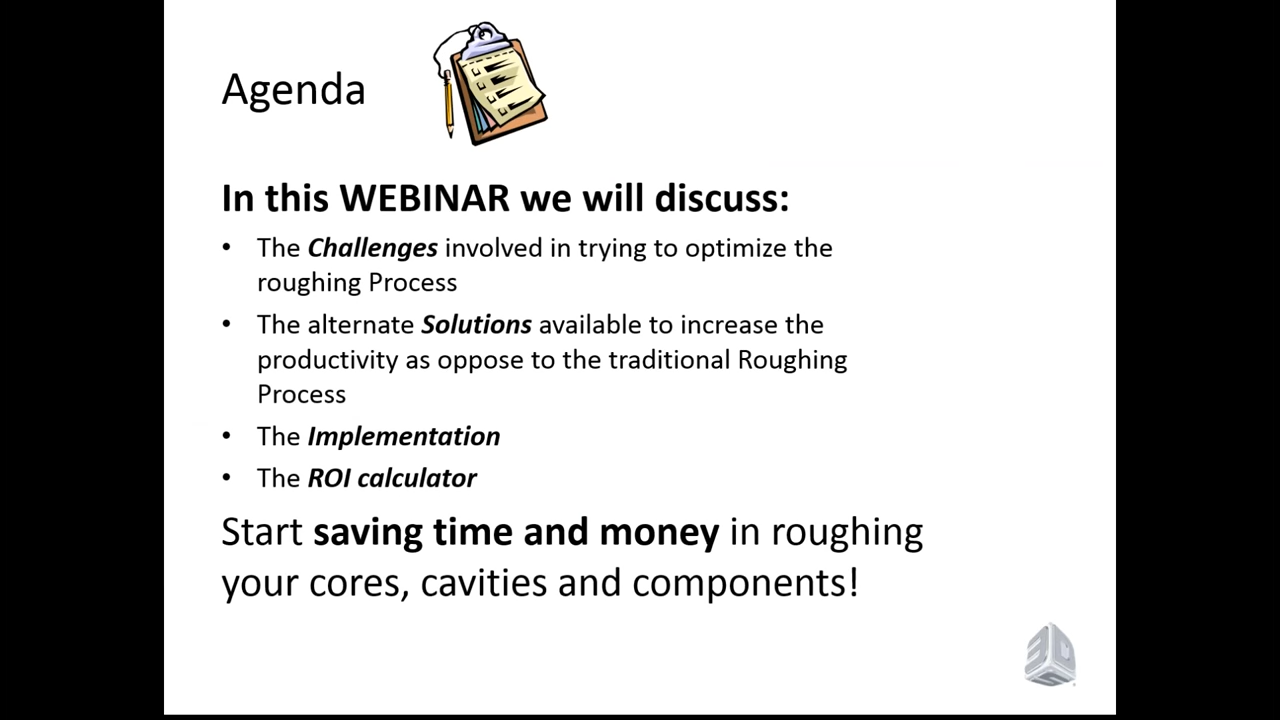 Agenda
In this WEBINAR we will discuss:
• The Challenges involved in trying to optimize the
roughing Process
• The alternate Solutions available to increase the
productivity as oppose to the traditional Roughing
Process
• The Implementation
• The ROI calculator
Start saving time and money in roughing
your cores, cavities and components!